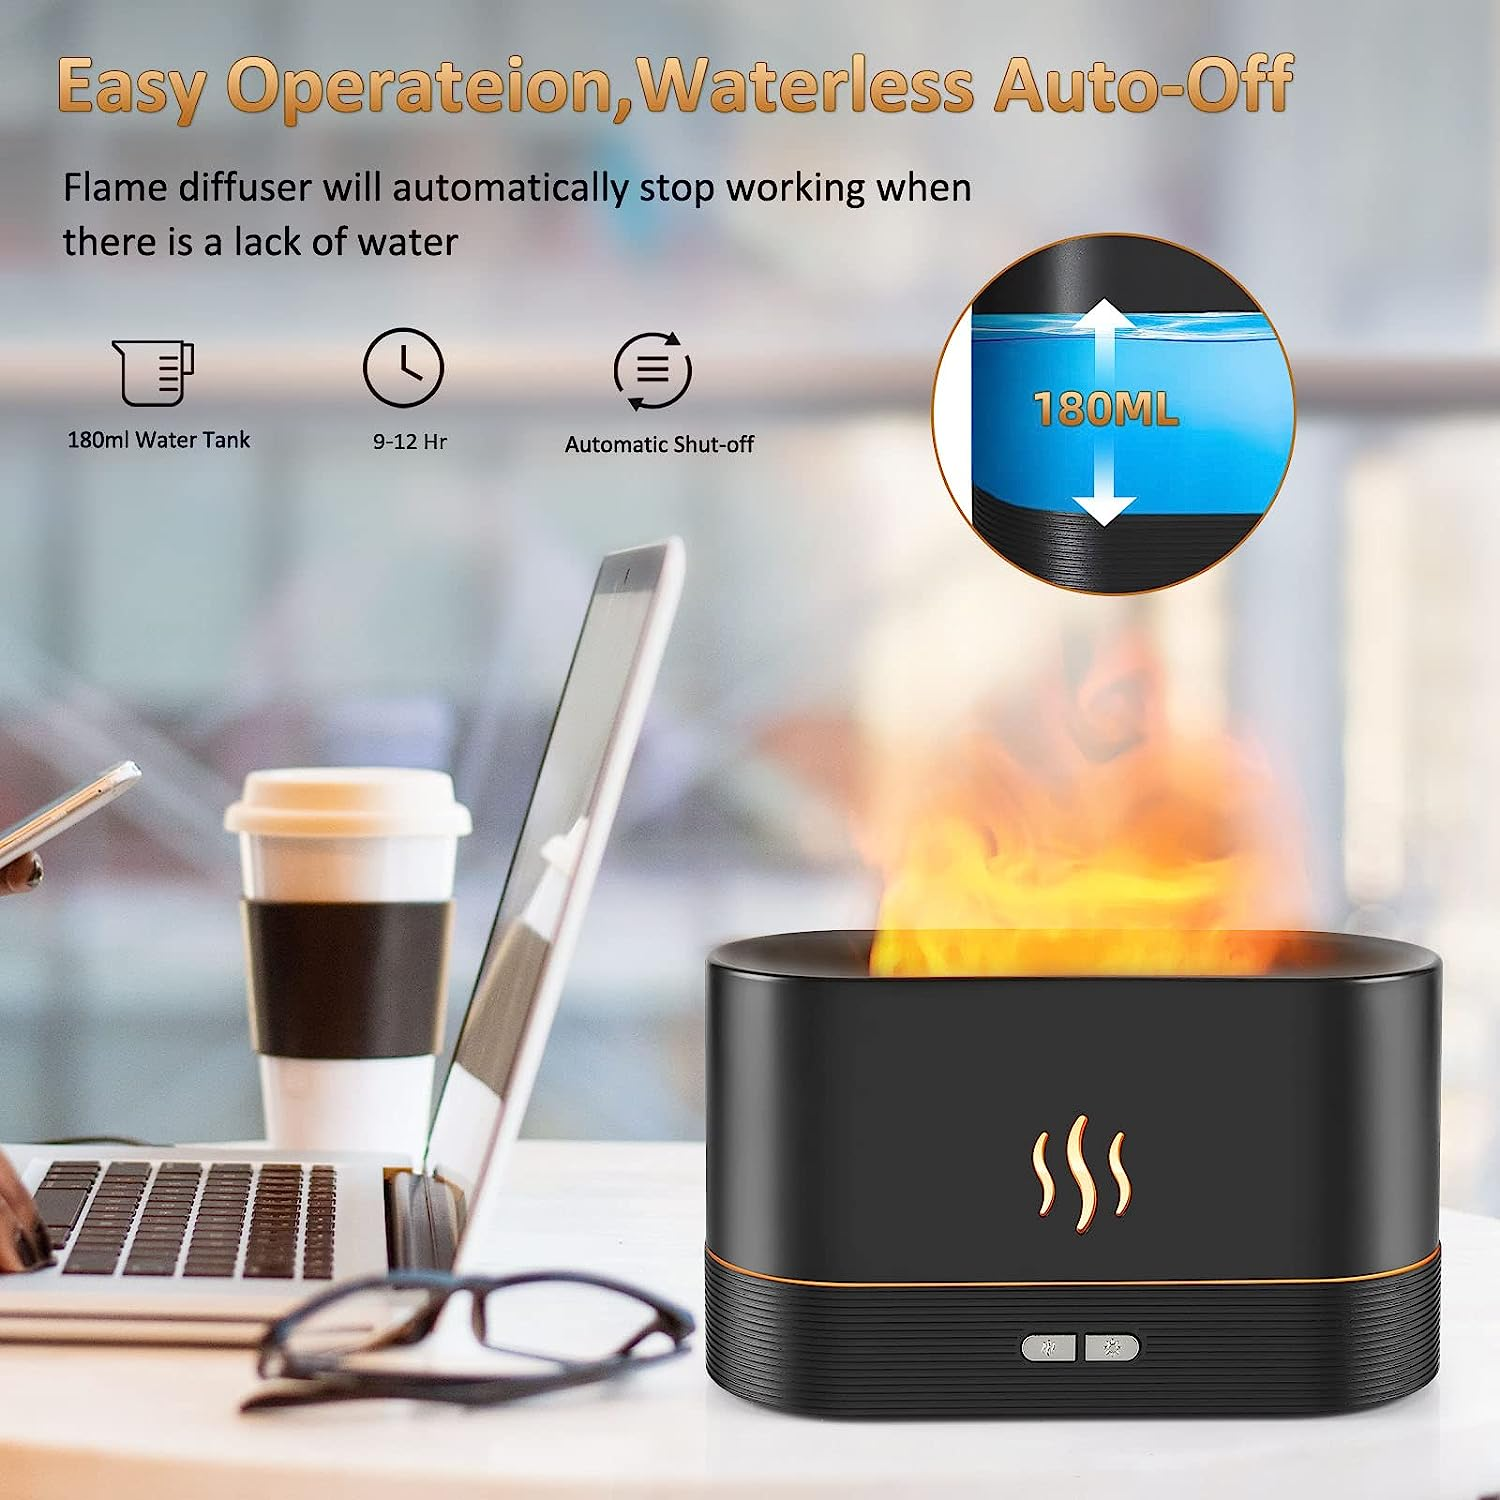 Easy Operateion,Waterless Auto-Off
Flame diffuser will automatically stop working when
there is a lack of water
180ml Water Tank
9-12 Hr
Automatic Shut-off
180ML